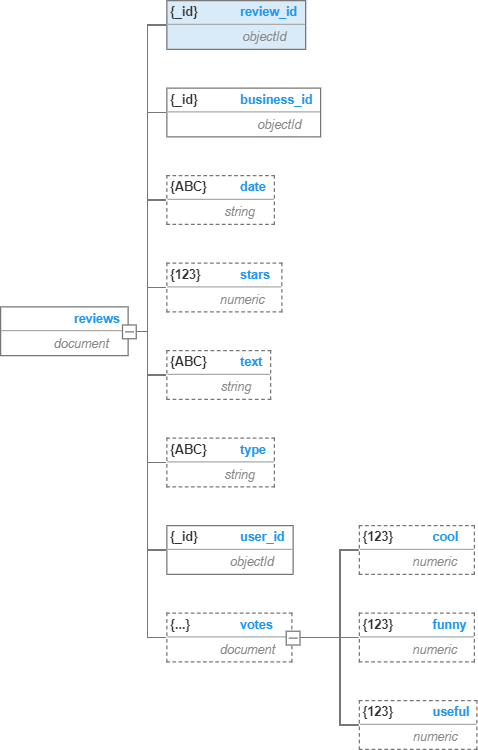 {_id} review_id
objectId
{_id} business_id
objectId
{ABC} date
string
{123} stars
numeric
reviews
document
{ABC} text
string
{ABC} type
string
{_id} user_id
objectId
{...} votes
document
{123} cool
numeric
{123} funny
numeric
{123} useful
numeric